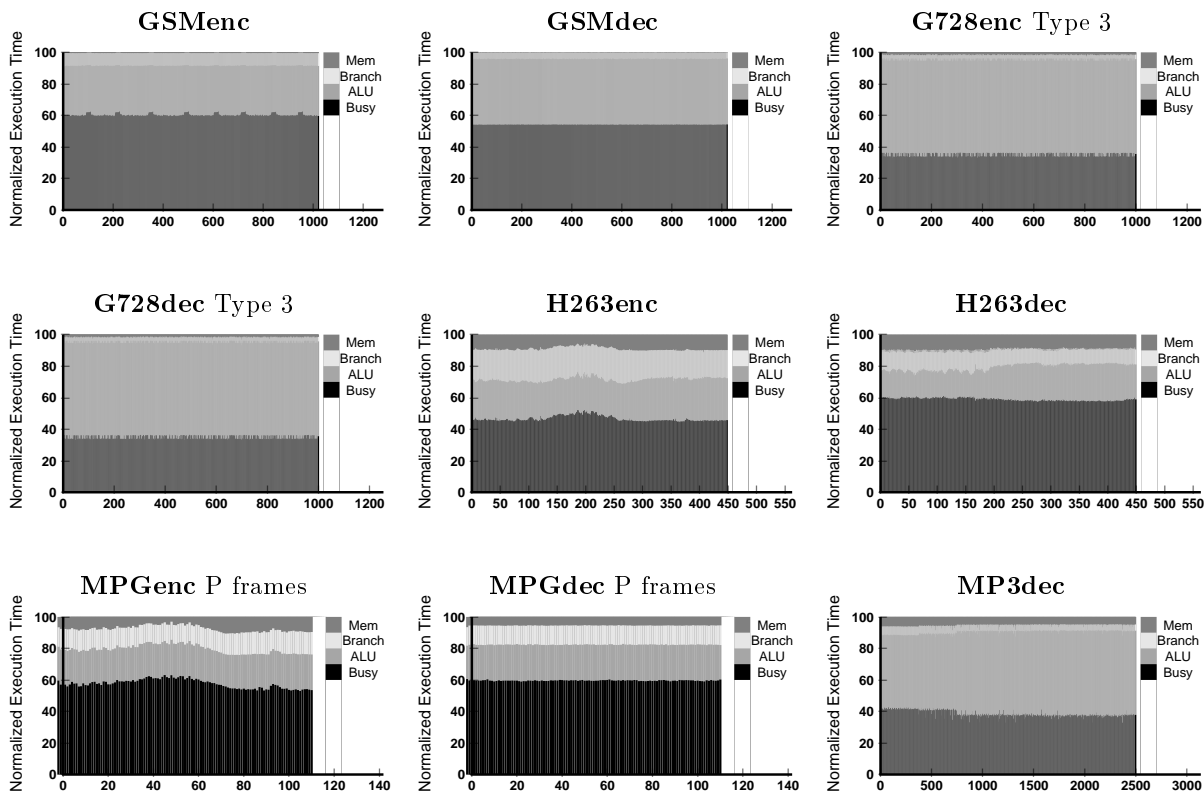 GSMenc GSMdec G728enc Type 3
Normalized Execution Time Normalized Execution Time Normalized Execution Time
100 Mem 100 Mem 100 Mem
Branch Branch Branch
80 ALU 80 ALU 80 ALU
Busy Busy Busy
60 60 60
40 40 40
20 20 20
0 0 0
0 200 400 600 800 1000 1200 0 200 400 600 800 1000 1200 0 200 400 600 800 1000 1200
G728dec Type 3 H263enc H263dec
Normalized Execution Time Normalized Execution Time Normalized Execution Time
100 Mem 100 Mem 100 Mem
Branch Branch Branch
80 ALU 80 ALU 80 ALU
Busy Busy Busy
60 60 60
40 40 40
20 20 20
0 0 0
0 200 400 600 800 1000 1200 0 50 100 150 200 250 300 350 400 450 500 550 0 50 100 150 200 250 300 350 400 450 500 550
MPGenc P frames MPGdec P frames MP3dec
Normalized Execution Time Normalized Execution Time Normalized Execution Time
100 Mem 100 Mem 100 Mem
Branch Branch Branch
80 ALU 80 ALU 80 ALU
Busy Busy Busy
60 60 60
40 40 40
20 20 20
0 0 0
0 20 40 60 80 100 120 140 0 20 40 60 80 100 120 140 0 500 1000 1500 2000 2500 3000